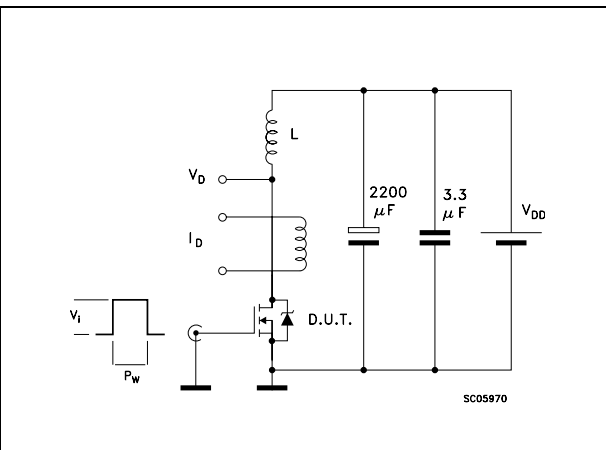 L
V_D
2200
μF
3.3
μF
V_DD
I_D
V_i
D.U.T.
P_W
SC05970